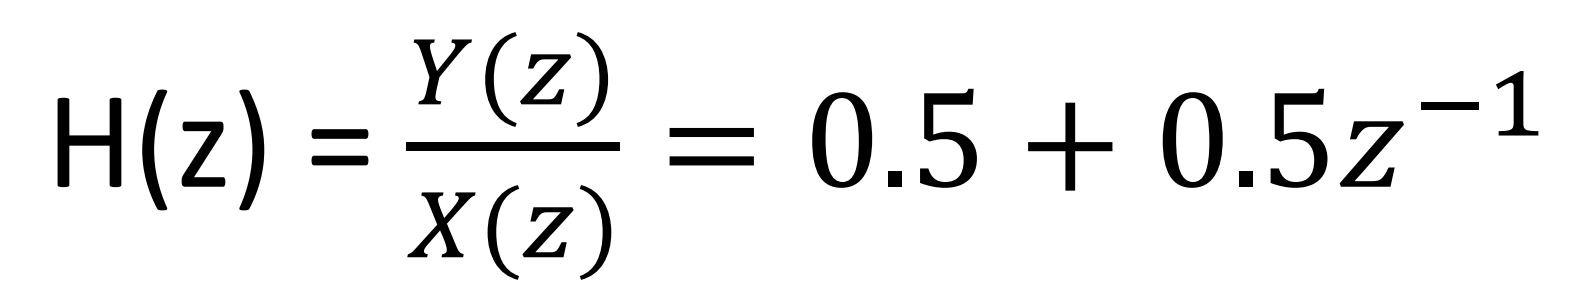 H(z) = Y(z)/X(z) = 0.5 + 0.5z⁻¹